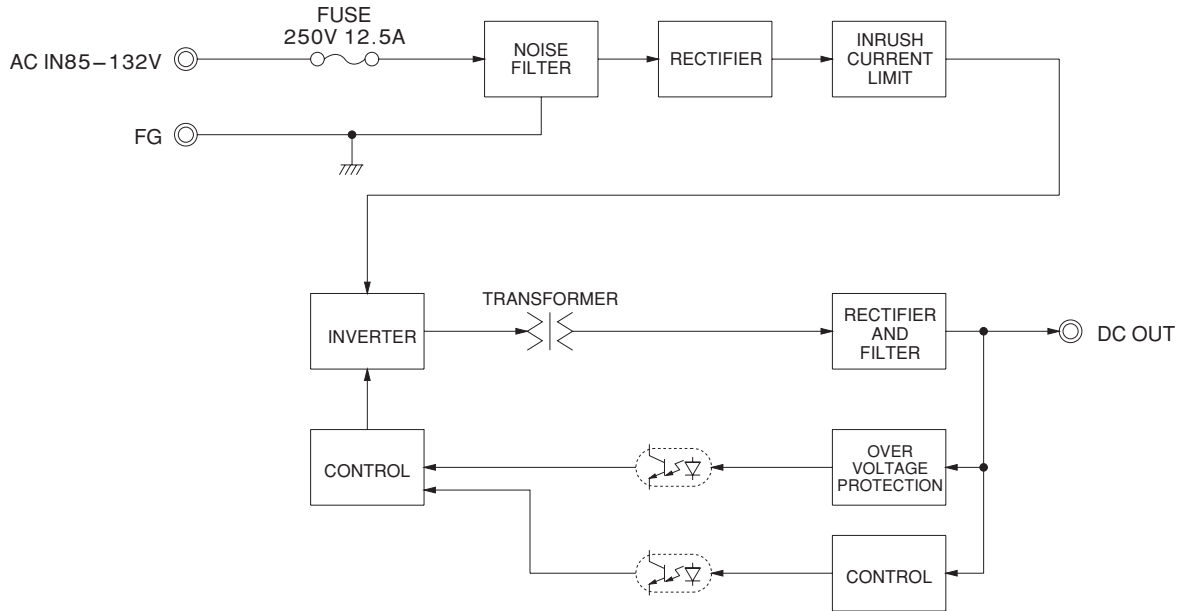 FUSE
250V 12.5A
AC IN85–132V
NOISE
FILTER
RECTIFIER
INRUSH
CURRENT
LIMIT
FG
INVERTER
TRANSFORMER
RECTIFIER
AND
FILTER
DC OUT
CONTROL
OVER
VOLTAGE
PROTECTION
CONTROL